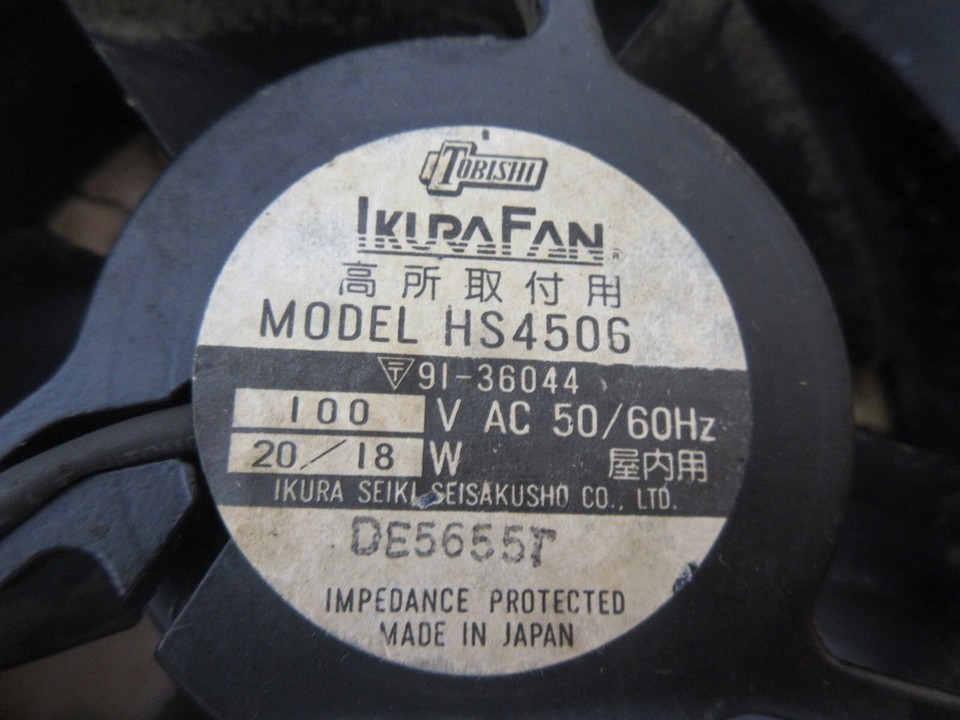 TOBISHI
IKURAFAN®
高所取付用
MODEL HS4506
〒91-36044
100 V AC 50/60Hz
20/18 W 屋内用
IKURA SEIKI SEISAKUSHO CO., LTD.
DE5655T
IMPEDANCE PROTECTED
MADE IN JAPAN